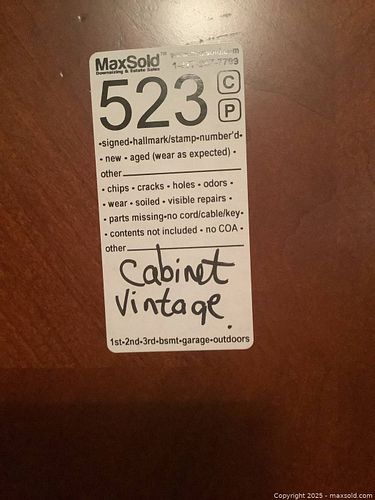 MaxSold™
Downsizing & Estate Sales
523
C
P
•signed•hallmark/stamp•number'd•
• new • aged (wear as expected) •
other
• chips • cracks • holes • odors •
• wear • soiled • visible repairs •
• parts missing•no cord/cable/key•
• contents not included • no COA •
other
Cabinet
Vintage.
1st•2nd•3rd•bsmt•garage•outdoors
Copyright © 2025 - maxsold.com